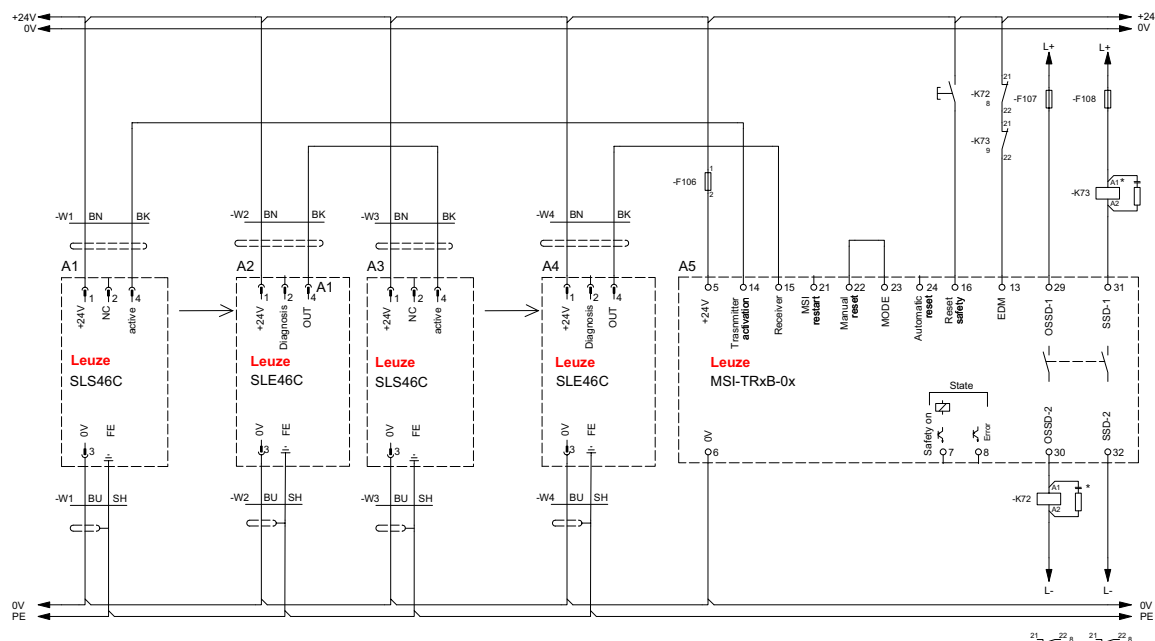 +24V +24
0V 0V
L+ L+
21
-K72 -F107 -F108
8 22
21
-K73
9 22
-F106 1
2
A1 *
-K73
A2
-W1 BN BK -W2 BN BK -W3 BN BK -W4 BN BK
A1 A2 A3 A4 A5
A1
1 2 4 1 2 4 1 2 4 1 2 4 5 14 15 21 22 23 24 16 13 29 31
+24V NC active +24V Diagnosis OUT +24V NC active +24V Diagnosis OUT
+24V
Trasnmitter activation
Receiver
MSI restart
Manual reset
MODE
Automatic reset
Reset safety
EDM
OSSD-1
SSD-1
Leuze Leuze Leuze Leuze Leuze
SLS46C SLE46C SLS46C SLE46C MSI-TRxB-0x
State
0V FE 0V FE 0V FE 0V FE 0V
Safety on
Error
OSSD-2
SSD-2
3 3 3 3 6 7 8 30 32
-W1 BU SH -W2 BU SH -W3 BU SH -W4 BU SH
A1 *
-K72
A2
L- L-
0V 0V
PE PE
21 22 8 21 22 8